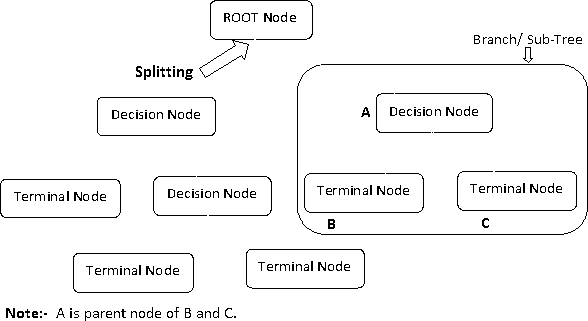 ROOT Node
Branch/ Sub-Tree
Splitting
Decision Node
A Decision Node
Terminal Node
Decision Node
Terminal Node
Terminal Node
B
C
Terminal Node
Terminal Node
Note:- A is parent node of B and C.